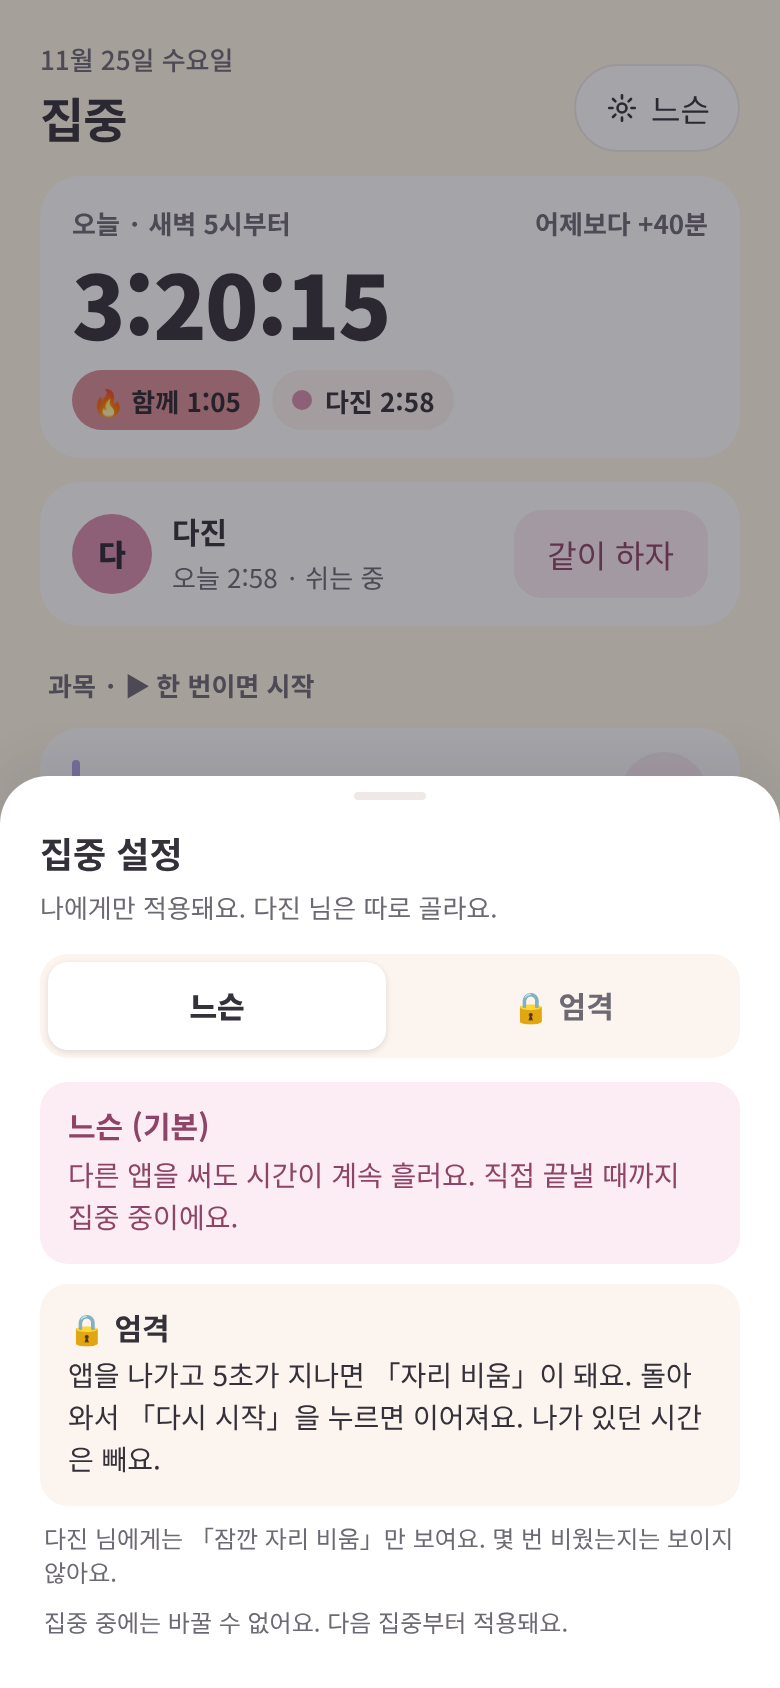 11월 25일 수요일
집중
느슨
오늘 · 새벽 5시부터
어제보다 +40분
3:20:15
🔥 함께 1:05
다진 2:58
다
다진
오늘 2:58 · 쉬는 중
같이 하자
과목 · ▶ 한 번이면 시작
집중 설정
나에게만 적용돼요. 다진 님은 따로 골라요.
느슨
🔒 엄격
느슨 (기본)
다른 앱을 써도 시간이 계속 흘러요. 직접 끝낼 때까지
집중 중이에요.
🔒 엄격
앱을 나가고 5초가 지나면 「자리 비움」이 돼요. 돌아
와서 「다시 시작」을 누르면 이어져요. 나가 있던 시간
은 빼요.
다진 님에게는 「잠깐 자리 비움」만 보여요. 몇 번 비웠는지는 보이지
않아요.
집중 중에는 바꿀 수 없어요. 다음 집중부터 적용돼요.